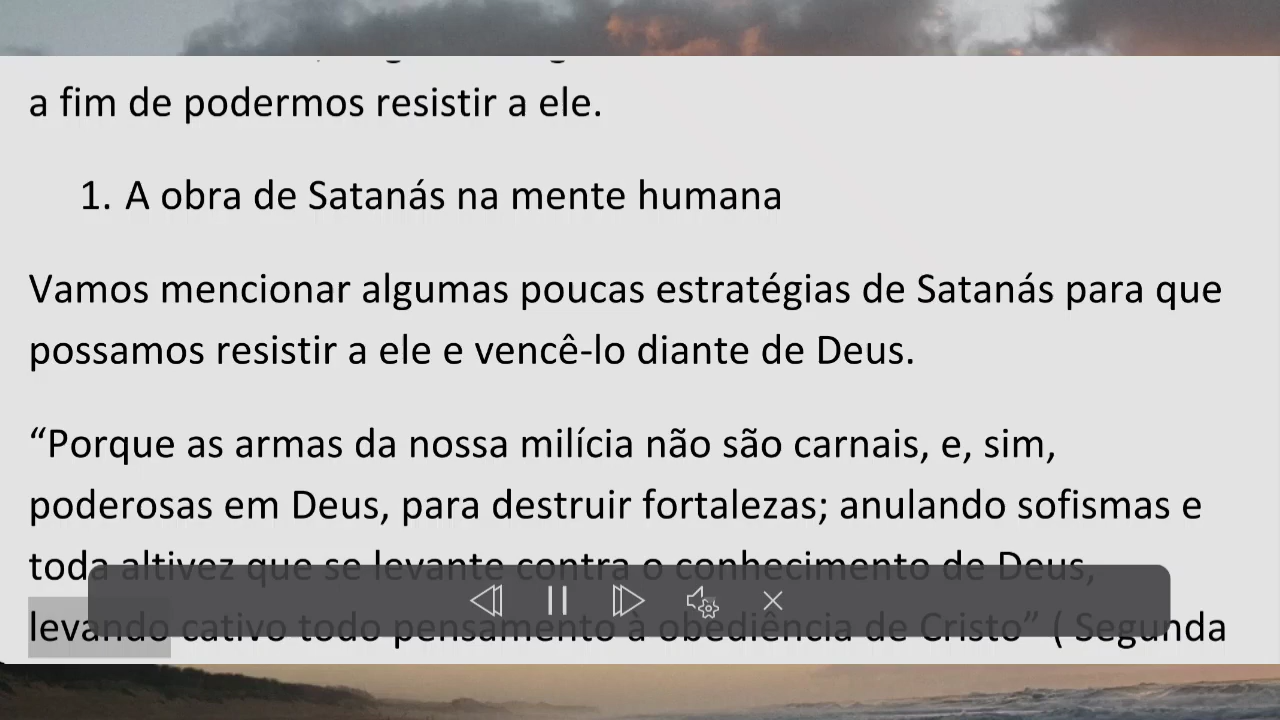 a fim de podermos resistir a ele.
1. A obra de Satanás na mente humana
Vamos mencionar algumas poucas estratégias de Satanás para que
possamos resistir a ele e vencê-lo diante de Deus.
“Porque as armas da nossa milícia não são carnais, e, sim,
poderosas em Deus, para destruir fortalezas; anulando sofismas e
toda altivez que se levante contra o conhecimento de Deus,
levando cativo todo pensamento à obediência de Cristo” ( Segunda